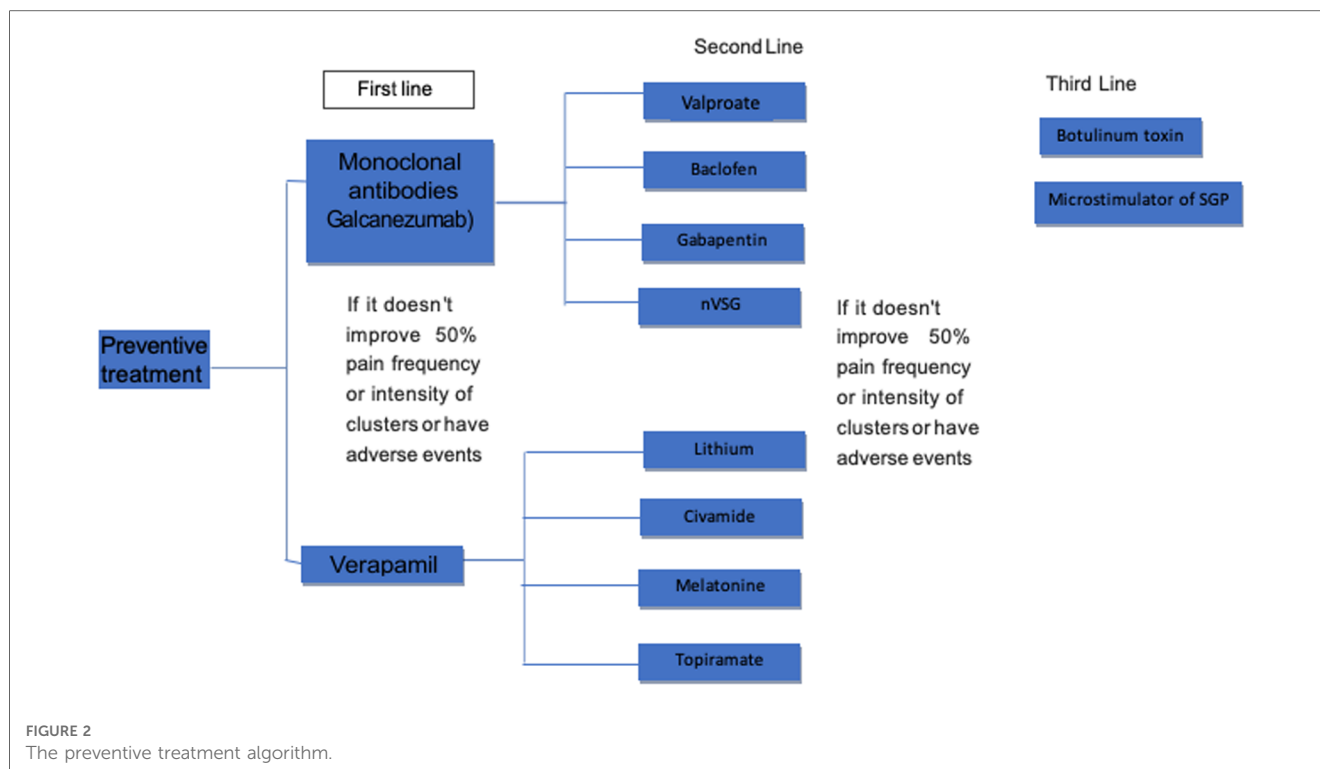 First line
Second Line
Third Line
Preventive
treatment
Monoclonal
antibodies
Galcanezumab)
If it doesn't
improve 50%
pain frequency
or intensity of
clusters or have
adverse events
Verapamil
Valproate
Baclofen
Gabapentin
nVSG
Lithium
Civamide
Melatonine
Topiramate
If it doesn't
improve 50%
pain frequency
or intensity of
clusters or have
adverse events
Botulinum toxin
Microstimulator of SGP
FIGURE 2
The preventive treatment algorithm.